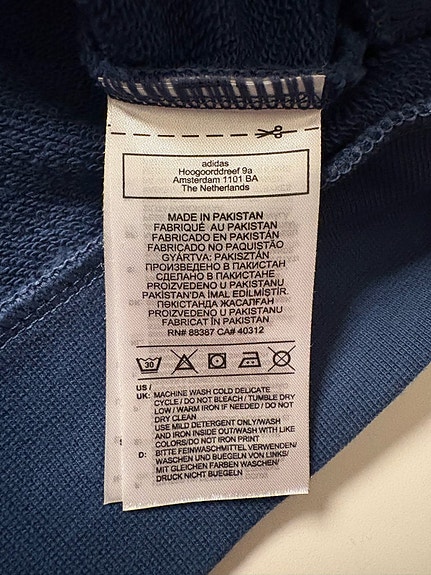 adidas
Hoogoorddreef 9a
Amsterdam 1101 BA
The Netherlands
MADE IN PAKISTAN
FABRIQUÉ AU PAKISTAN
FABRICADO EN PAKISTÁN
FABRICADO NO PAQUISTÃO
GYÁRTVA: PAKISZTÁN
ПРОИЗВЕДЕНО В ПАКИСТАН
СДЕЛАНО В ПАКИСТАНЕ
PROIZVEDENO U PAKISTANU
PAKİSTAN'DA İMAL EDİLMİŞTİR.
ПӘКІСТАНДА ЖАСАЛҒАН
PROIZVEDENO U PAKISTANU
FABRICAT ÎN PAKISTAN
RN# 88387 CA# 40312
30
US /
UK: MACHINE WASH COLD DELICATE
CYCLE / DO NOT BLEACH / TUMBLE DRY
LOW / WARM IRON IF NEEDED / DO NOT
DRY CLEAN
USE MILD DETERGENT ONLY/WASH
AND IRON INSIDE OUT/WASH WITH LIKE
COLORS/DO NOT IRON PRINT
D: BITTE FEINWASCHMITTEL VERWENDEN/
WASCHEN UND BUEGELN VON LINKS/
MIT GLEICHEN FARBEN WASCHEN/
DRUCK NICHT BUEGELN